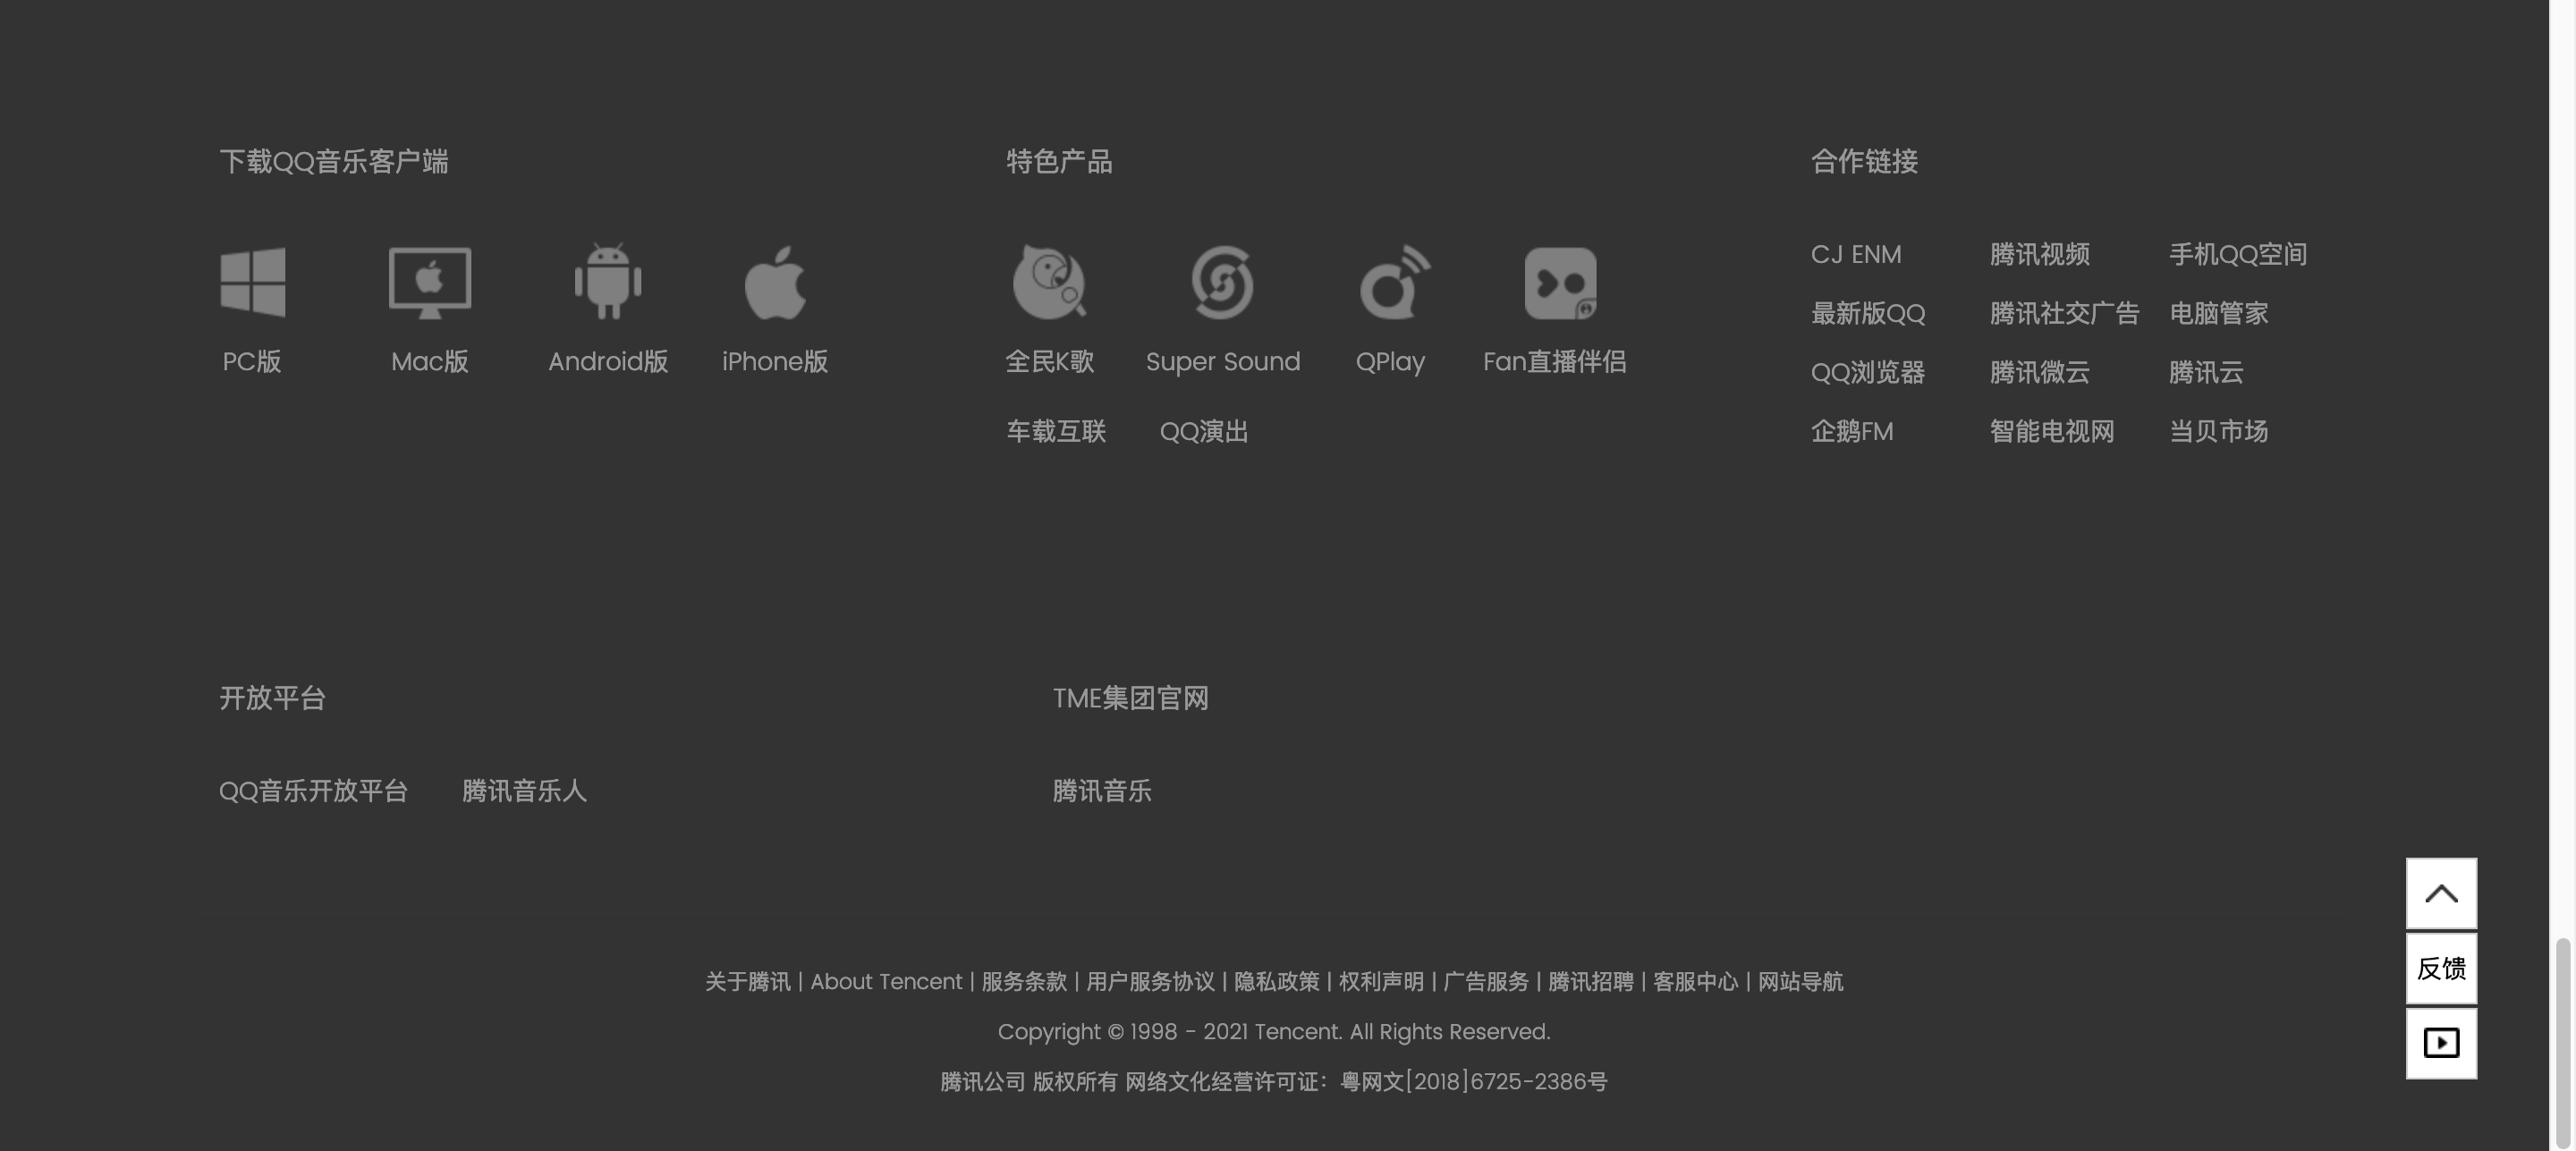 下载QQ音乐客户端
PC版 Mac版 Android版 iPhone版
特色产品
全民K歌 Super Sound QPlay Fan直播伴侣
车载互联 QQ演出
合作链接
CJ ENM 腾讯视频 手机QQ空间
最新版QQ 腾讯社交广告 电脑管家
QQ浏览器 腾讯微云 腾讯云
企鹅FM 智能电视网 当贝市场
开放平台
QQ音乐开放平台 腾讯音乐人
TME集团官网
腾讯音乐
关于腾讯 | About Tencent | 服务条款 | 用户服务协议 | 隐私政策 | 权利声明 | 广告服务 | 腾讯招聘 | 客服中心 | 网站导航
Copyright © 1998 - 2021 Tencent. All Rights Reserved.
腾讯公司 版权所有 网络文化经营许可证：粤网文[2018]6725-2386号
反馈